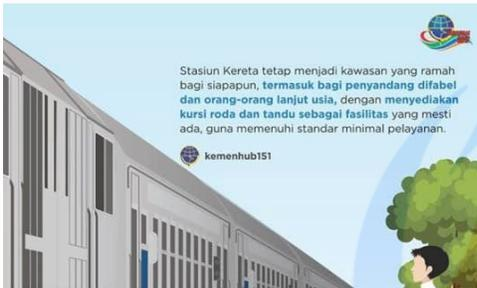 Stasiun Kereta tetap menjadi kawasan yang ramah
bagi siapapun, termasuk bagi penyandang difabel
dan orang-orang lanjut usia, dengan menyediakan
kursi roda dan tandu sebagai fasilitas yang mesti
ada, guna memenuhi standar minimal pelayanan.
kemenhub151